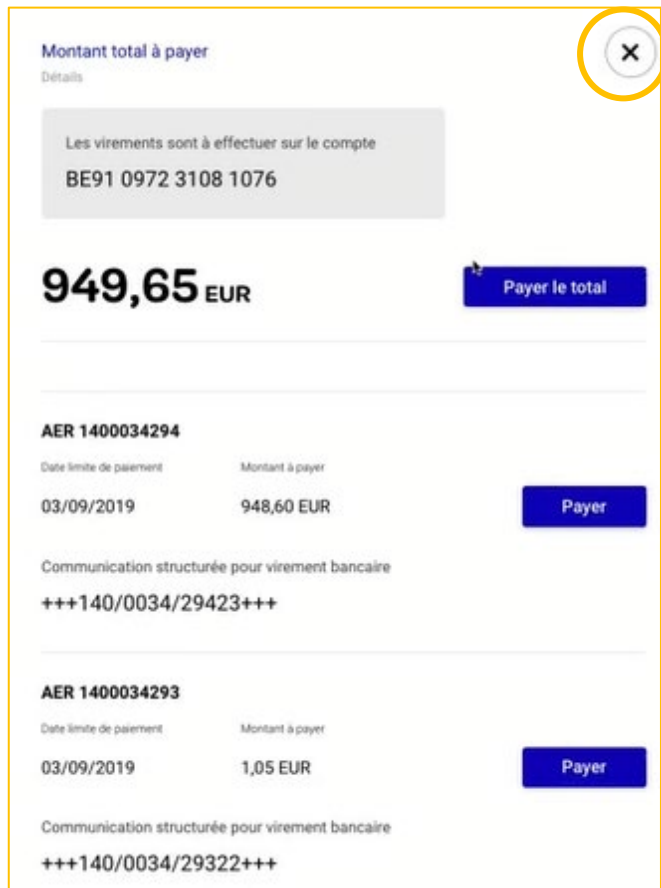 Montant total à payer
Détails
Les virements sont à effectuer sur le compte
BE91 0972 3108 1076
949,65 EUR
Payer le total
AER 1400034294
Date limite de paiement Montant à payer
03/09/2019 948,60 EUR Payer
Communication structurée pour virement bancaire
+++140/0034/29423+++
AER 1400034293
Date limite de paiement Montant à payer
03/09/2019 1,05 EUR Payer
Communication structurée pour virement bancaire
+++140/0034/29322+++